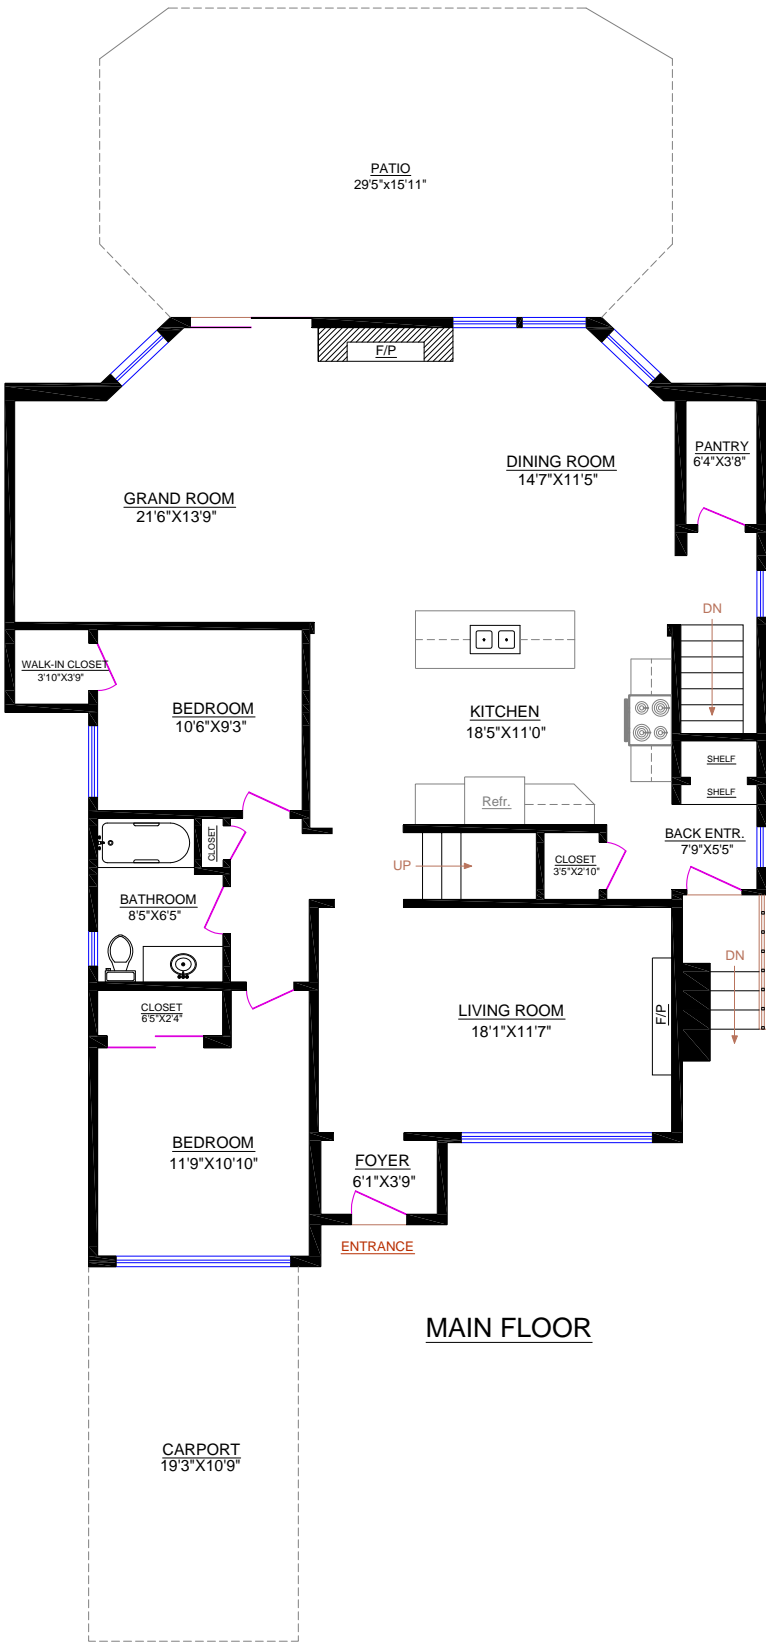 PATIO
29'5"x15'11"
F/P
PANTRY
6'4"X3'8"
DINING ROOM
14'7"X11'5"
GRAND ROOM
21'6"X13'9"
DN
WALK-IN CLOSET
3'10"X3'9"
BEDROOM
10'6"X9'3"
KITCHEN
18'5"X11'0"
SHELF
SHELF
Refr.
CLOSET
BACK ENTR.
7'9"X5'5"
UP
CLOSET
3'5"X2'10"
BATHROOM
8'5"X6'5"
DN
CLOSET
6'5"X2'4"
LIVING ROOM
18'1"X11'7"
F/P
BEDROOM
11'9"X10'10"
FOYER
6'1"X3'9"
ENTRANCE
MAIN FLOOR
CARPORT
19'3"X10'9"